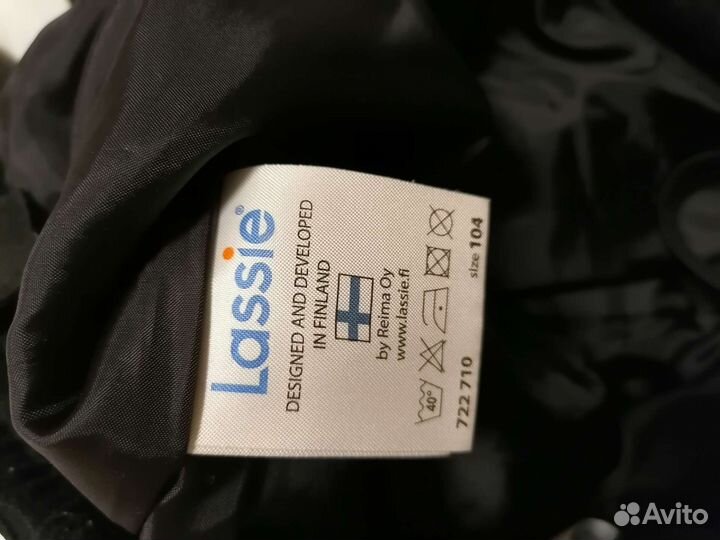 Lassie®
DESIGNED AND DEVELOPED
IN FINLAND
by Reima Oy
www.lassie.fi
40°
722 710 size 104
Avito